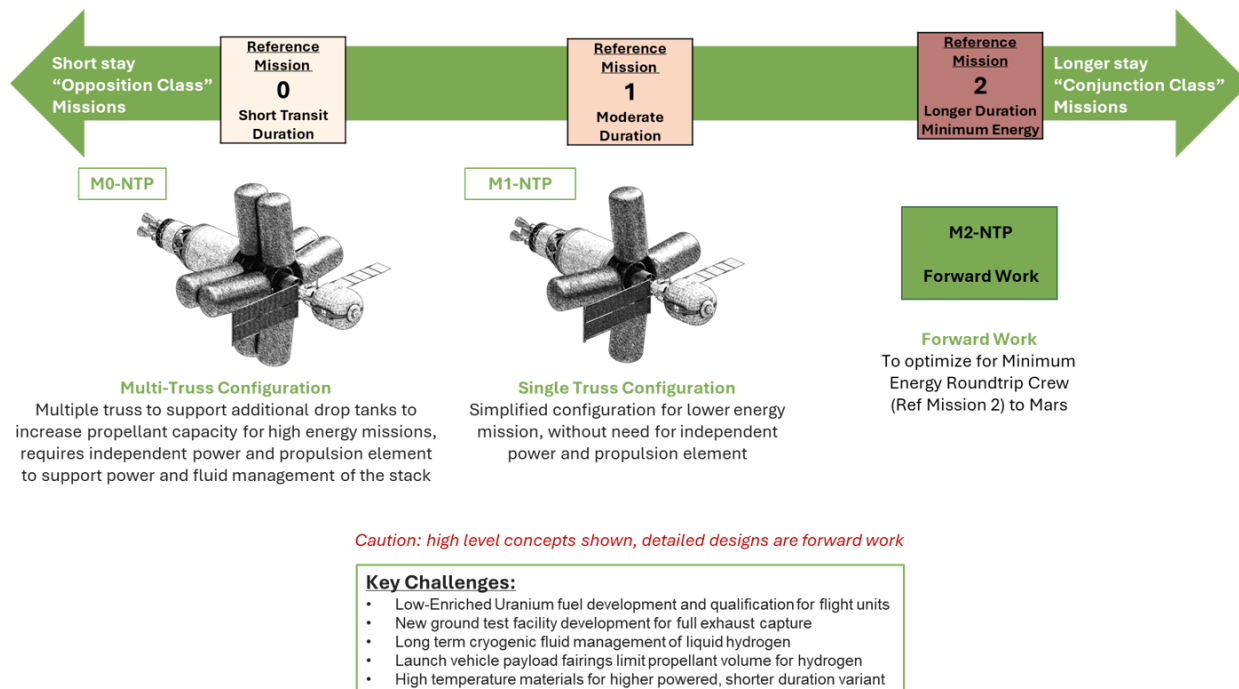 Short stay
“Opposition Class”
Missions
Reference
Mission
0
Short Transit
Duration
Reference
Mission
1
Moderate
Duration
Reference
Mission
2
Longer Duration
Minimum Energy
Longer stay
“Conjunction Class”
Missions
M0-NTP
Multi-Truss Configuration
Multiple truss to support additional drop tanks to
increase propellant capacity for high energy missions,
requires independent power and propulsion element
to support power and fluid management of the stack
M1-NTP
Single Truss Configuration
Simplified configuration for lower energy
mission, without need for independent
power and propulsion element
M2-NTP
Forward Work
Forward Work
To optimize for Minimum
Energy Roundtrip Crew
(Ref Mission 2) to Mars
Caution: high level concepts shown, detailed designs are forward work
Key Challenges:
• Low-Enriched Uranium fuel development and qualification for flight units
• New ground test facility development for full exhaust capture
• Long term cryogenic fluid management of liquid hydrogen
• Launch vehicle payload fairings limit propellant volume for hydrogen
• High temperature materials for higher powered, shorter duration variant